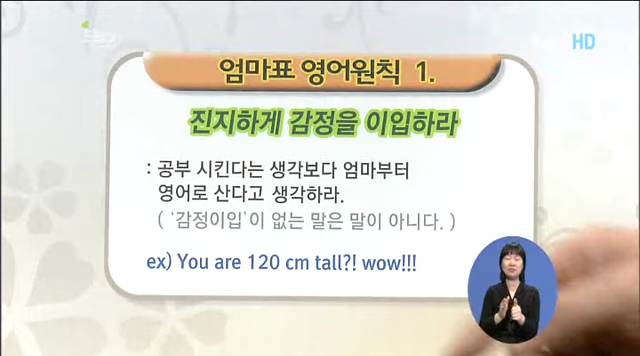 HD
엄마표 영어원칙 1.
진지하게 감정을 이입하라
: 공부 시킨다는 생각보다 엄마부터
영어로 산다고 생각하라.
( ‘감정이입’이 없는 말은 말이 아니다. )
ex) You are 120 cm tall?! wow!!!